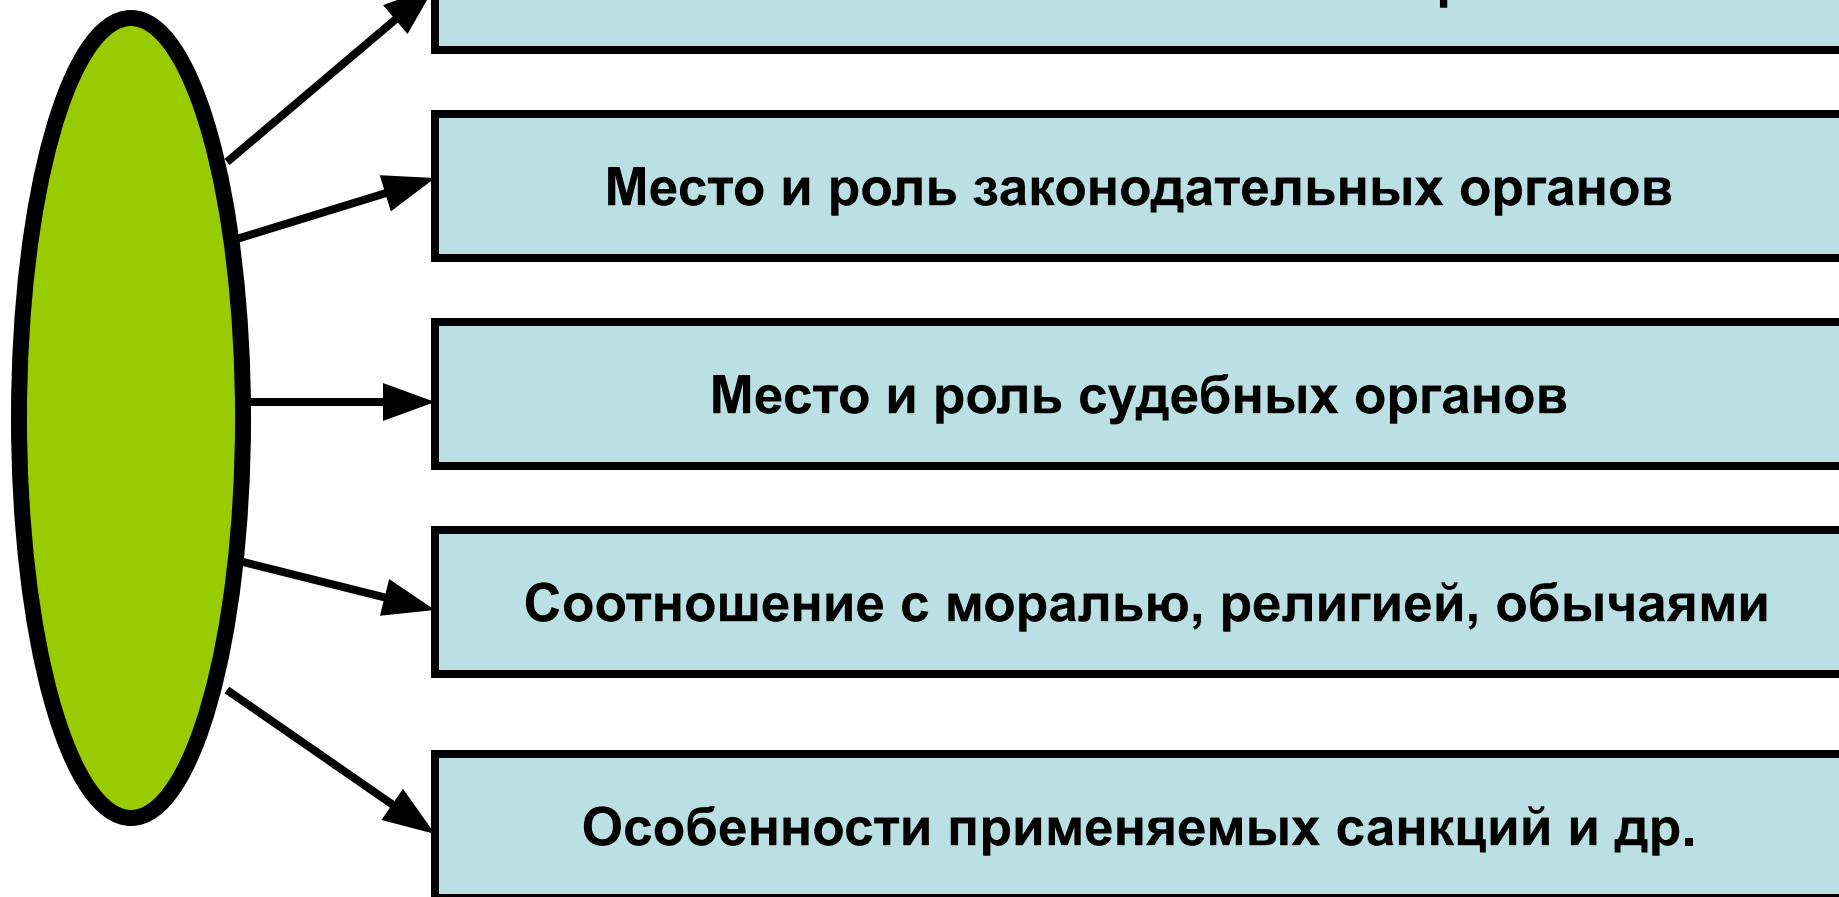 Место и роль законодательных органов
Место и роль судебных органов
Соотношение с моралью, религией, обычаями
Особенности применяемых санкций и др.